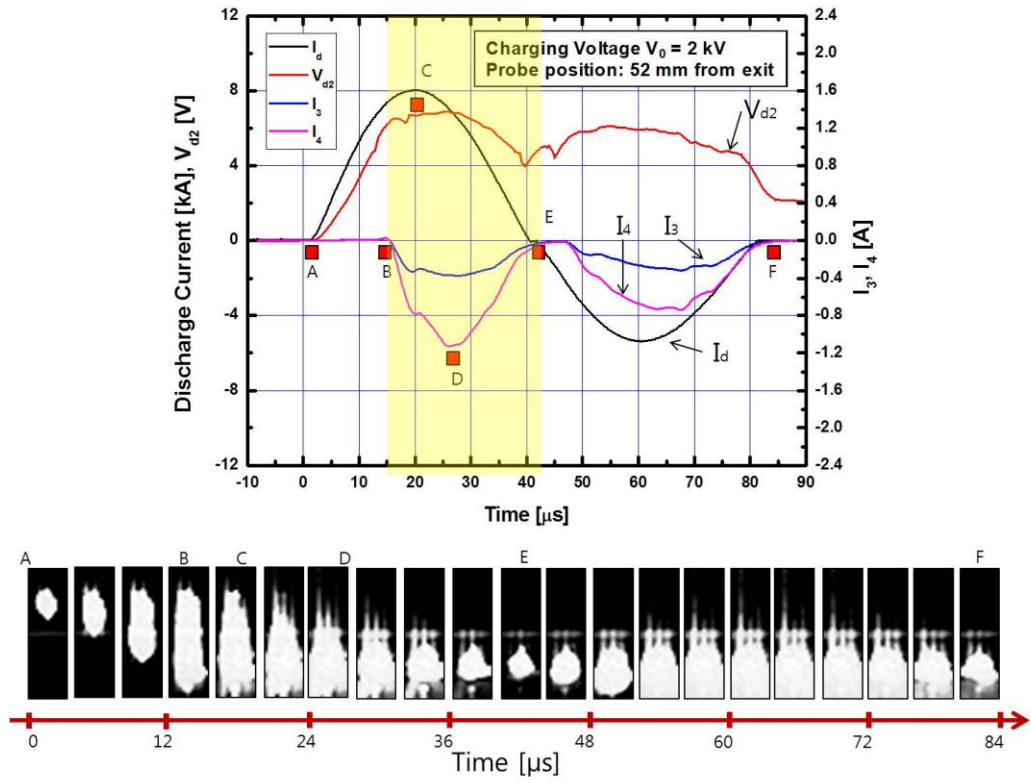 12
8
4
0
-4
-8
-12
Discharge Current [kA], V_d2 [V]
2.4
2.0
1.6
1.2
0.8
0.4
0.0
-0.4
-0.8
-1.2
-1.6
-2.0
-2.4
I_3, I_4 [A]
I_d
V_d2
I_3
I_4
Charging Voltage V_0 = 2 kV
Probe position: 52 mm from exit
C
V_d2
E
I_4
I_3
A
B
F
I_d
D
-10 0 10 20 30 40 50 60 70 80 90
Time [μs]
A B C D E F
0 12 24 36 48 60 72 84
Time [μs]